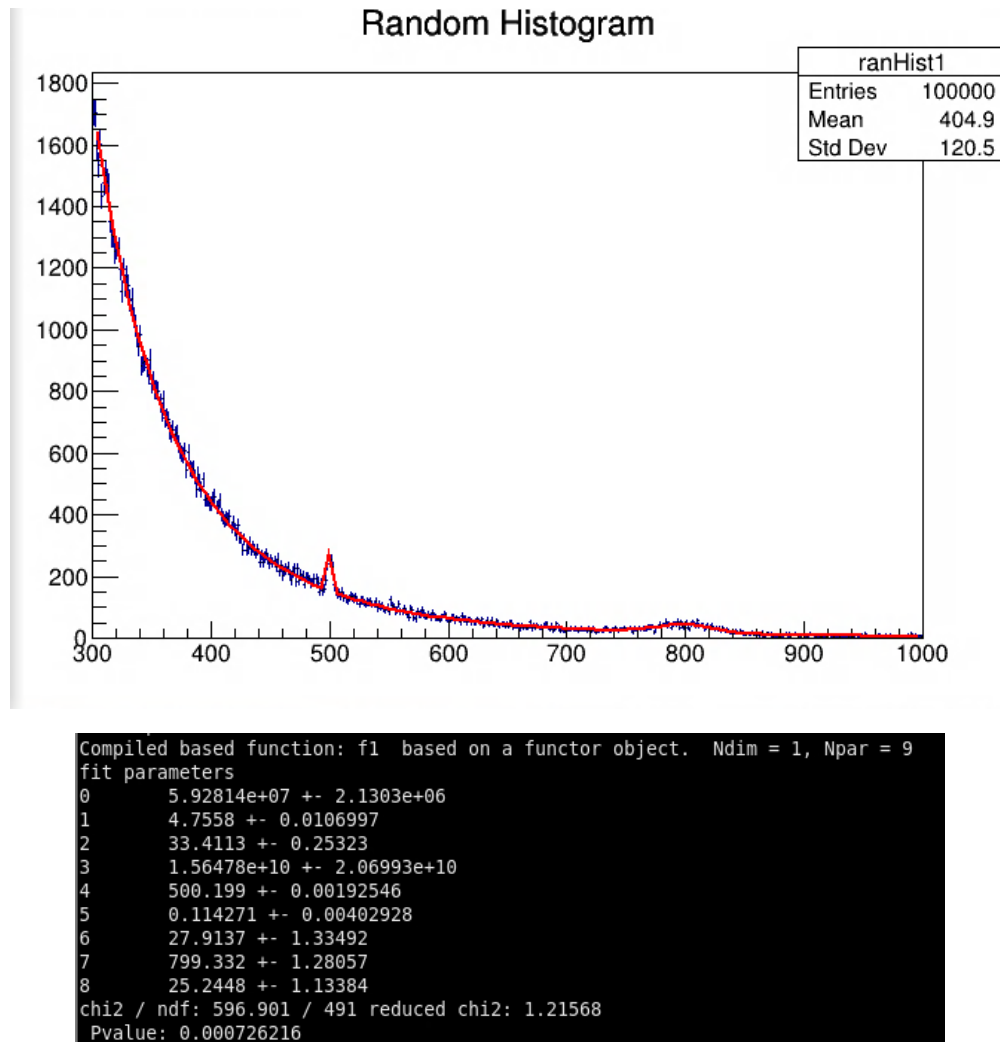 Random Histogram
ranHist1
Entries 100000
Mean 404.9
Std Dev 120.5
1800
1600
1400
1200
1000
800
600
400
200
0
300 400 500 600 700 800 900 1000
Compiled based function: f1  based on a functor object.  Ndim = 1, Npar = 9
fit parameters
0 5.92814e+07 +- 2.1303e+06
1 4.7558 +- 0.0106997
2 33.4113 +- 0.25323
3 1.56478e+10 +- 2.06993e+10
4 500.199 +- 0.00192546
5 0.114271 +- 0.00402928
6 27.9137 +- 1.33492
7 799.332 +- 1.28057
8 25.2448 +- 1.13384
chi2 / ndf: 596.901 / 491 reduced chi2: 1.21568
Pvalue: 0.000726216